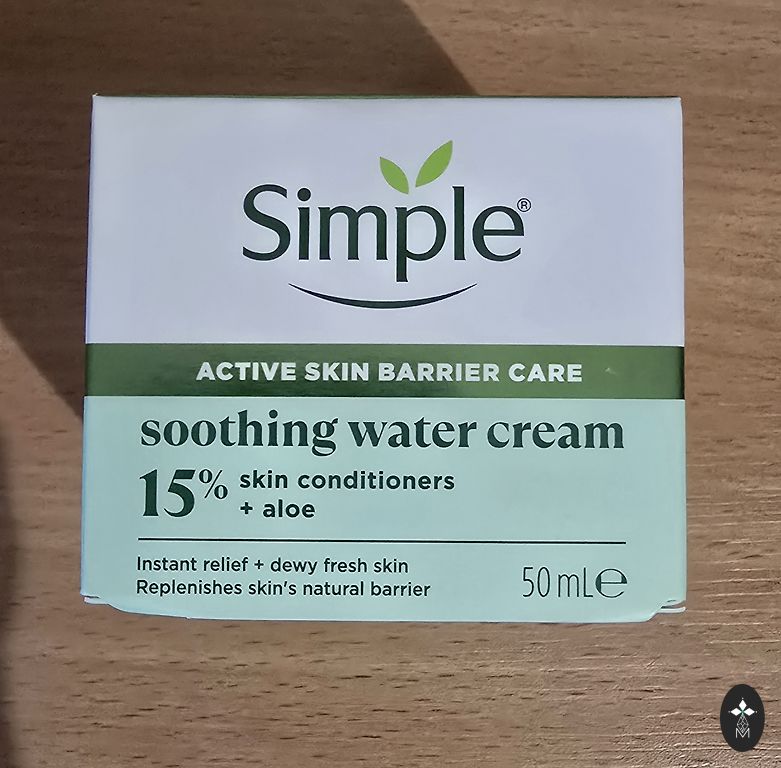 Simple®
ACTIVE SKIN BARRIER CARE
soothing water cream
15% skin conditioners
+ aloe
Instant relief + dewy fresh skin
Replenishes skin's natural barrier
50 mL℮